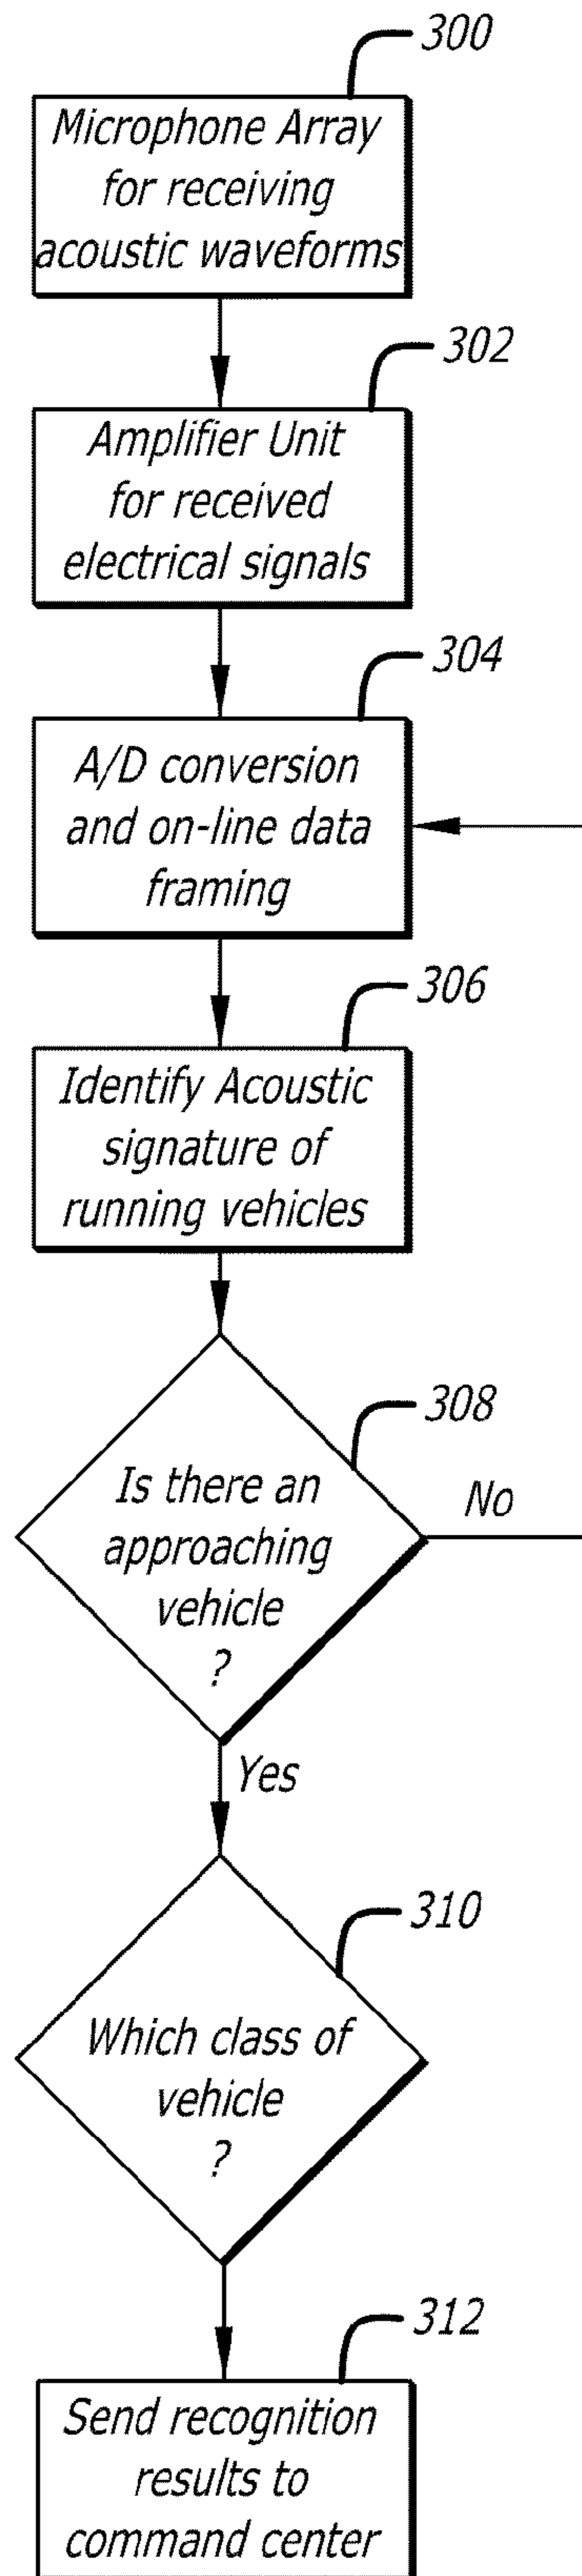 300
Microphone Array
for receiving
acoustic waveforms
302
Amplifier Unit
for received
electrical signals
304
A/D conversion
and on-line data
framing
306
Identify Acoustic
signature of
running vehicles
308
Is there an
approaching
vehicle
?
No
Yes
310
Which class of
vehicle
?
312
Send recognition
results to
command center